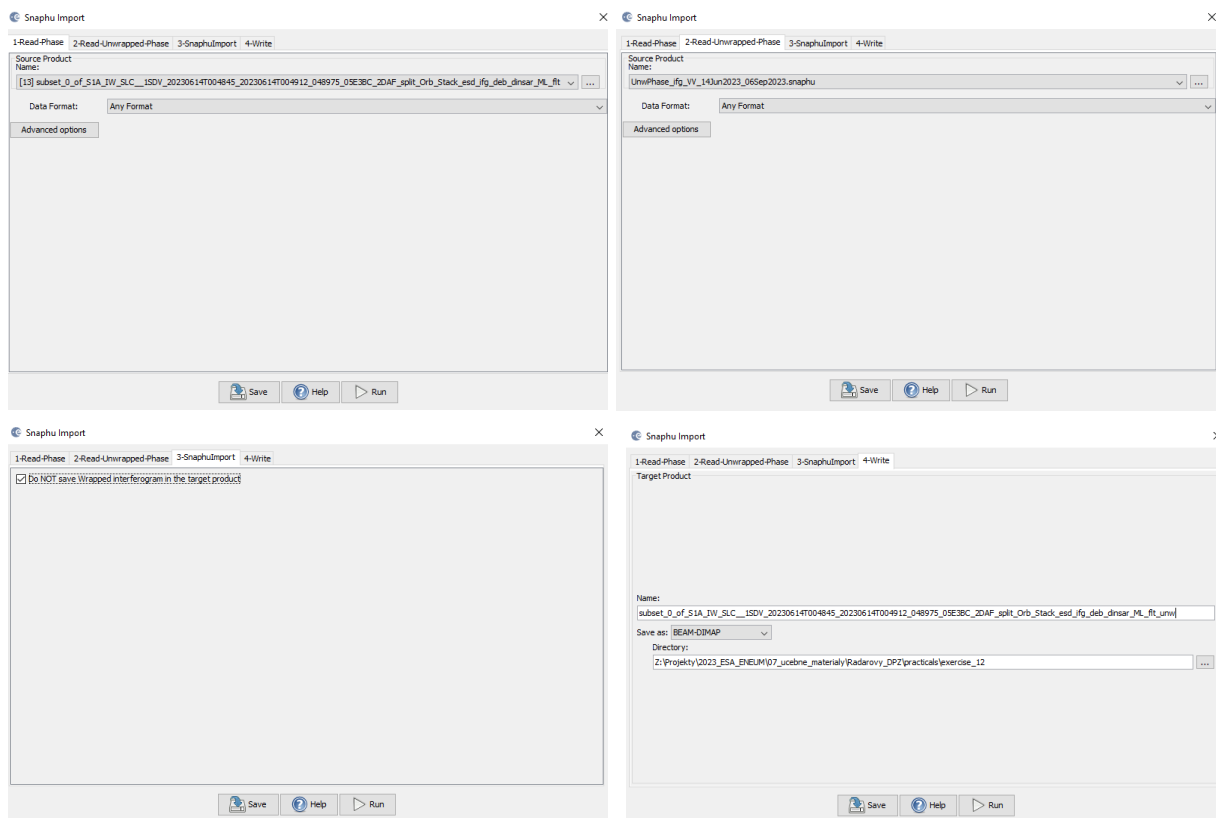 Snaphu Import
1-Read-Phase 2-Read-Unwrapped-Phase 3-SnaphuImport 4-Write
Source Product
Name:
[13] subset_0_of_S1A_IW_SLC__1SDV_20230614T004845_20230614T004912_048975_05E3BC_2DAF_split_Orb_Stack_esd_ifg_deb_dinsar_ML_flt ...
Data Format: Any Format
Advanced options
Save Help Run
Snaphu Import
1-Read-Phase 2-Read-Unwrapped-Phase 3-SnaphuImport 4-Write
Source Product
Name:
UnwPhase_ifg_VV_14Jun2023_06Sep2023.snaphu ...
Data Format: Any Format
Advanced options
Save Help Run
Snaphu Import
1-Read-Phase 2-Read-Unwrapped-Phase 3-SnaphuImport 4-Write
Do NOT save Wrapped interferogram in the target product
Save Help Run
Snaphu Import
1-Read-Phase 2-Read-Unwrapped-Phase 3-SnaphuImport 4-Write
Target Product
Name:
subset_0_of_S1A_IW_SLC__1SDV_20230614T004845_20230614T004912_048975_05E3BC_2DAF_split_Orb_Stack_esd_ifg_deb_dinsar_ML_flt_unw
Save as: BEAM-DIMAP
Directory:
Z:\Projekty\2023_ESA_ENEUM\07_ucebne_materialy\Radarovy_DPZ\practicals\exercise_12 ...
Save Help Run